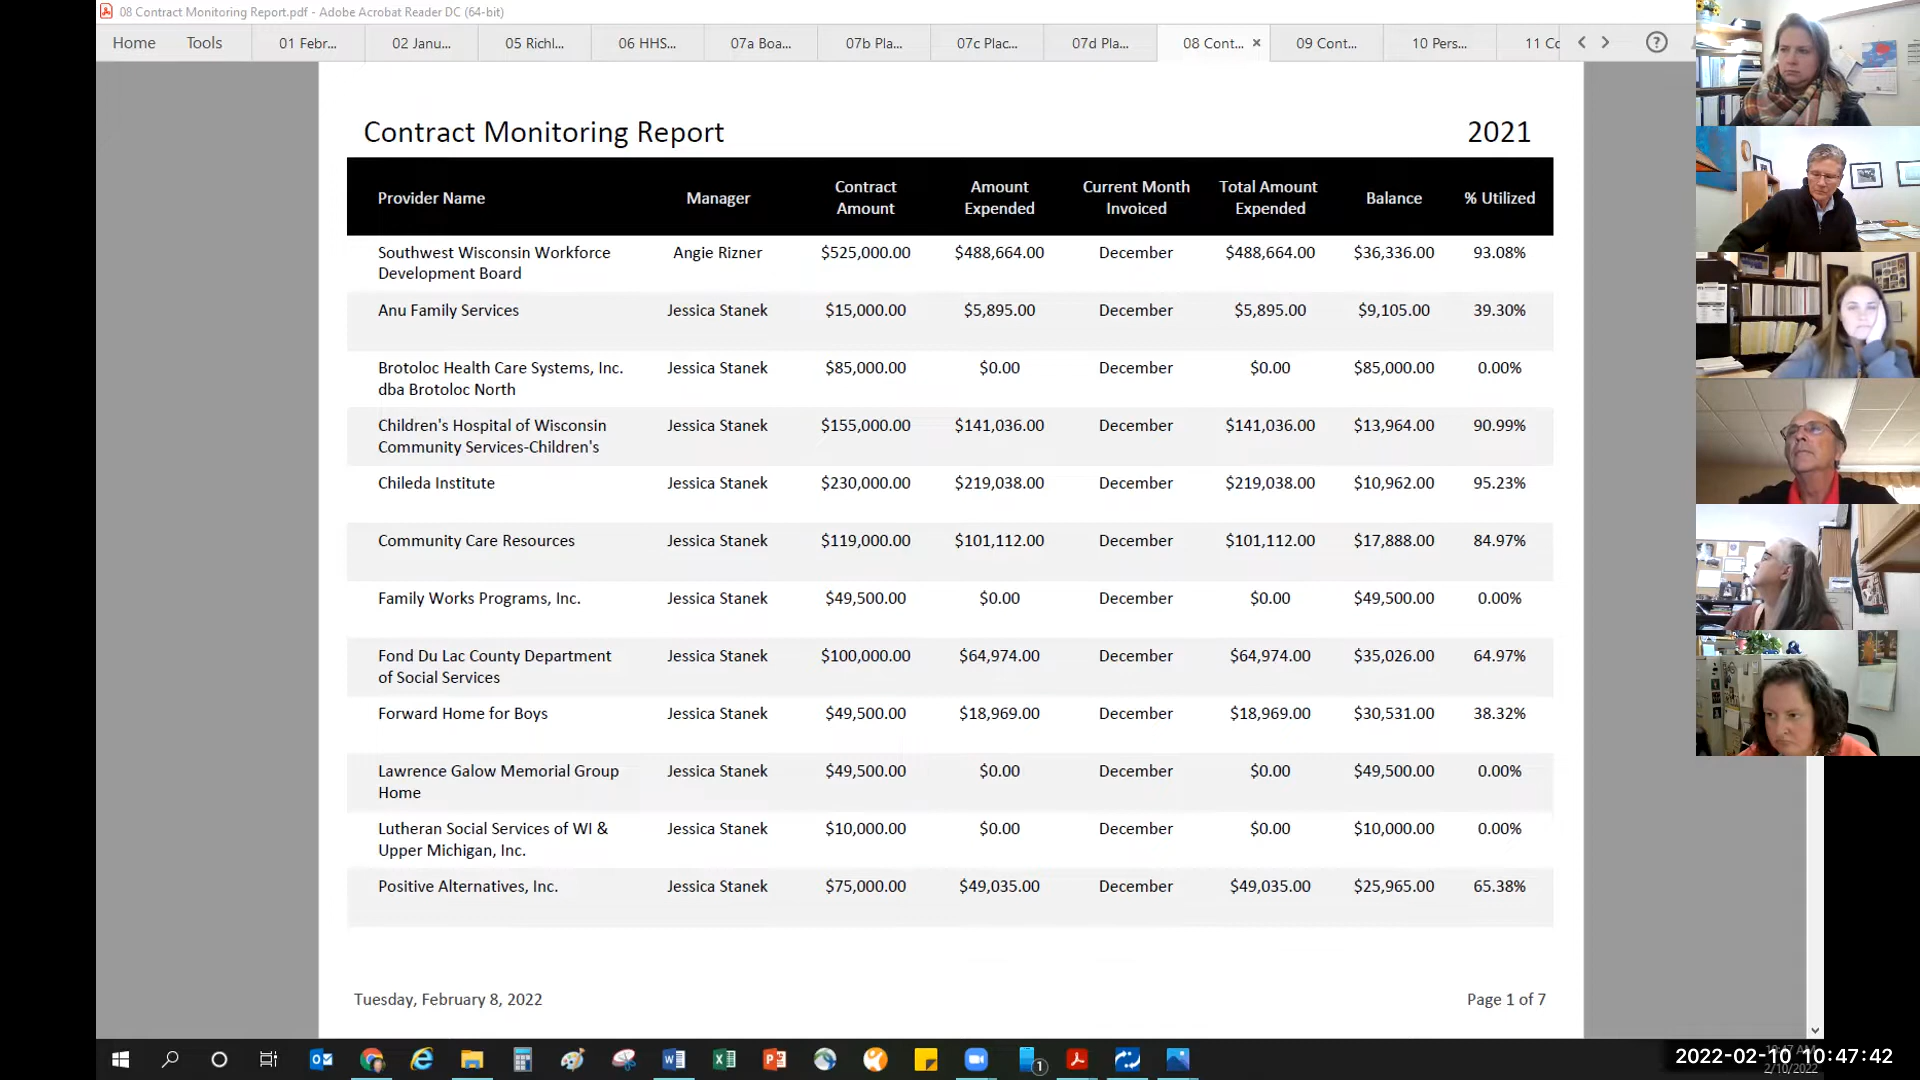 08 Contract Monitoring Report.pdf - Adobe Acrobat Reader DC (64-bit)
Home Tools 01 Febr... 02 Janu... 05 Richl... 06 HHS... 07a Boa... 07b Pla... 07c Plac... 07d Pla... 08 Cont... 09 Cont... 10 Pers... 11 Cc
Contract Monitoring Report 2021
Provider Name Manager Contract Amount Amount Expended Current Month Invoiced Total Amount Expended Balance % Utilized
Southwest Wisconsin Workforce Angie Rizner $525,000.00 $488,664.00 December $488,664.00 $36,336.00 93.08%
Development Board
Anu Family Services Jessica Stanek $15,000.00 $5,895.00 December $5,895.00 $9,105.00 39.30%
Brotoloc Health Care Systems, Inc. Jessica Stanek $85,000.00 $0.00 December $0.00 $85,000.00 0.00%
dba Brotoloc North
Children's Hospital of Wisconsin Jessica Stanek $155,000.00 $141,036.00 December $141,036.00 $13,964.00 90.99%
Community Services-Children's
Chileda Institute Jessica Stanek $230,000.00 $219,038.00 December $219,038.00 $10,962.00 95.23%
Community Care Resources Jessica Stanek $119,000.00 $101,112.00 December $101,112.00 $17,888.00 84.97%
Family Works Programs, Inc. Jessica Stanek $49,500.00 $0.00 December $0.00 $49,500.00 0.00%
Fond Du Lac County Department Jessica Stanek $100,000.00 $64,974.00 December $64,974.00 $35,026.00 64.97%
of Social Services
Forward Home for Boys Jessica Stanek $49,500.00 $18,969.00 December $18,969.00 $30,531.00 38.32%
Lawrence Galow Memorial Group Jessica Stanek $49,500.00 $0.00 December $0.00 $49,500.00 0.00%
Home
Lutheran Social Services of WI & Jessica Stanek $10,000.00 $0.00 December $0.00 $10,000.00 0.00%
Upper Michigan, Inc.
Positive Alternatives, Inc. Jessica Stanek $75,000.00 $49,035.00 December $49,035.00 $25,965.00 65.38%
Tuesday, February 8, 2022 Page 1 of 7
2022-02-10 10:47:42
2/10/2022